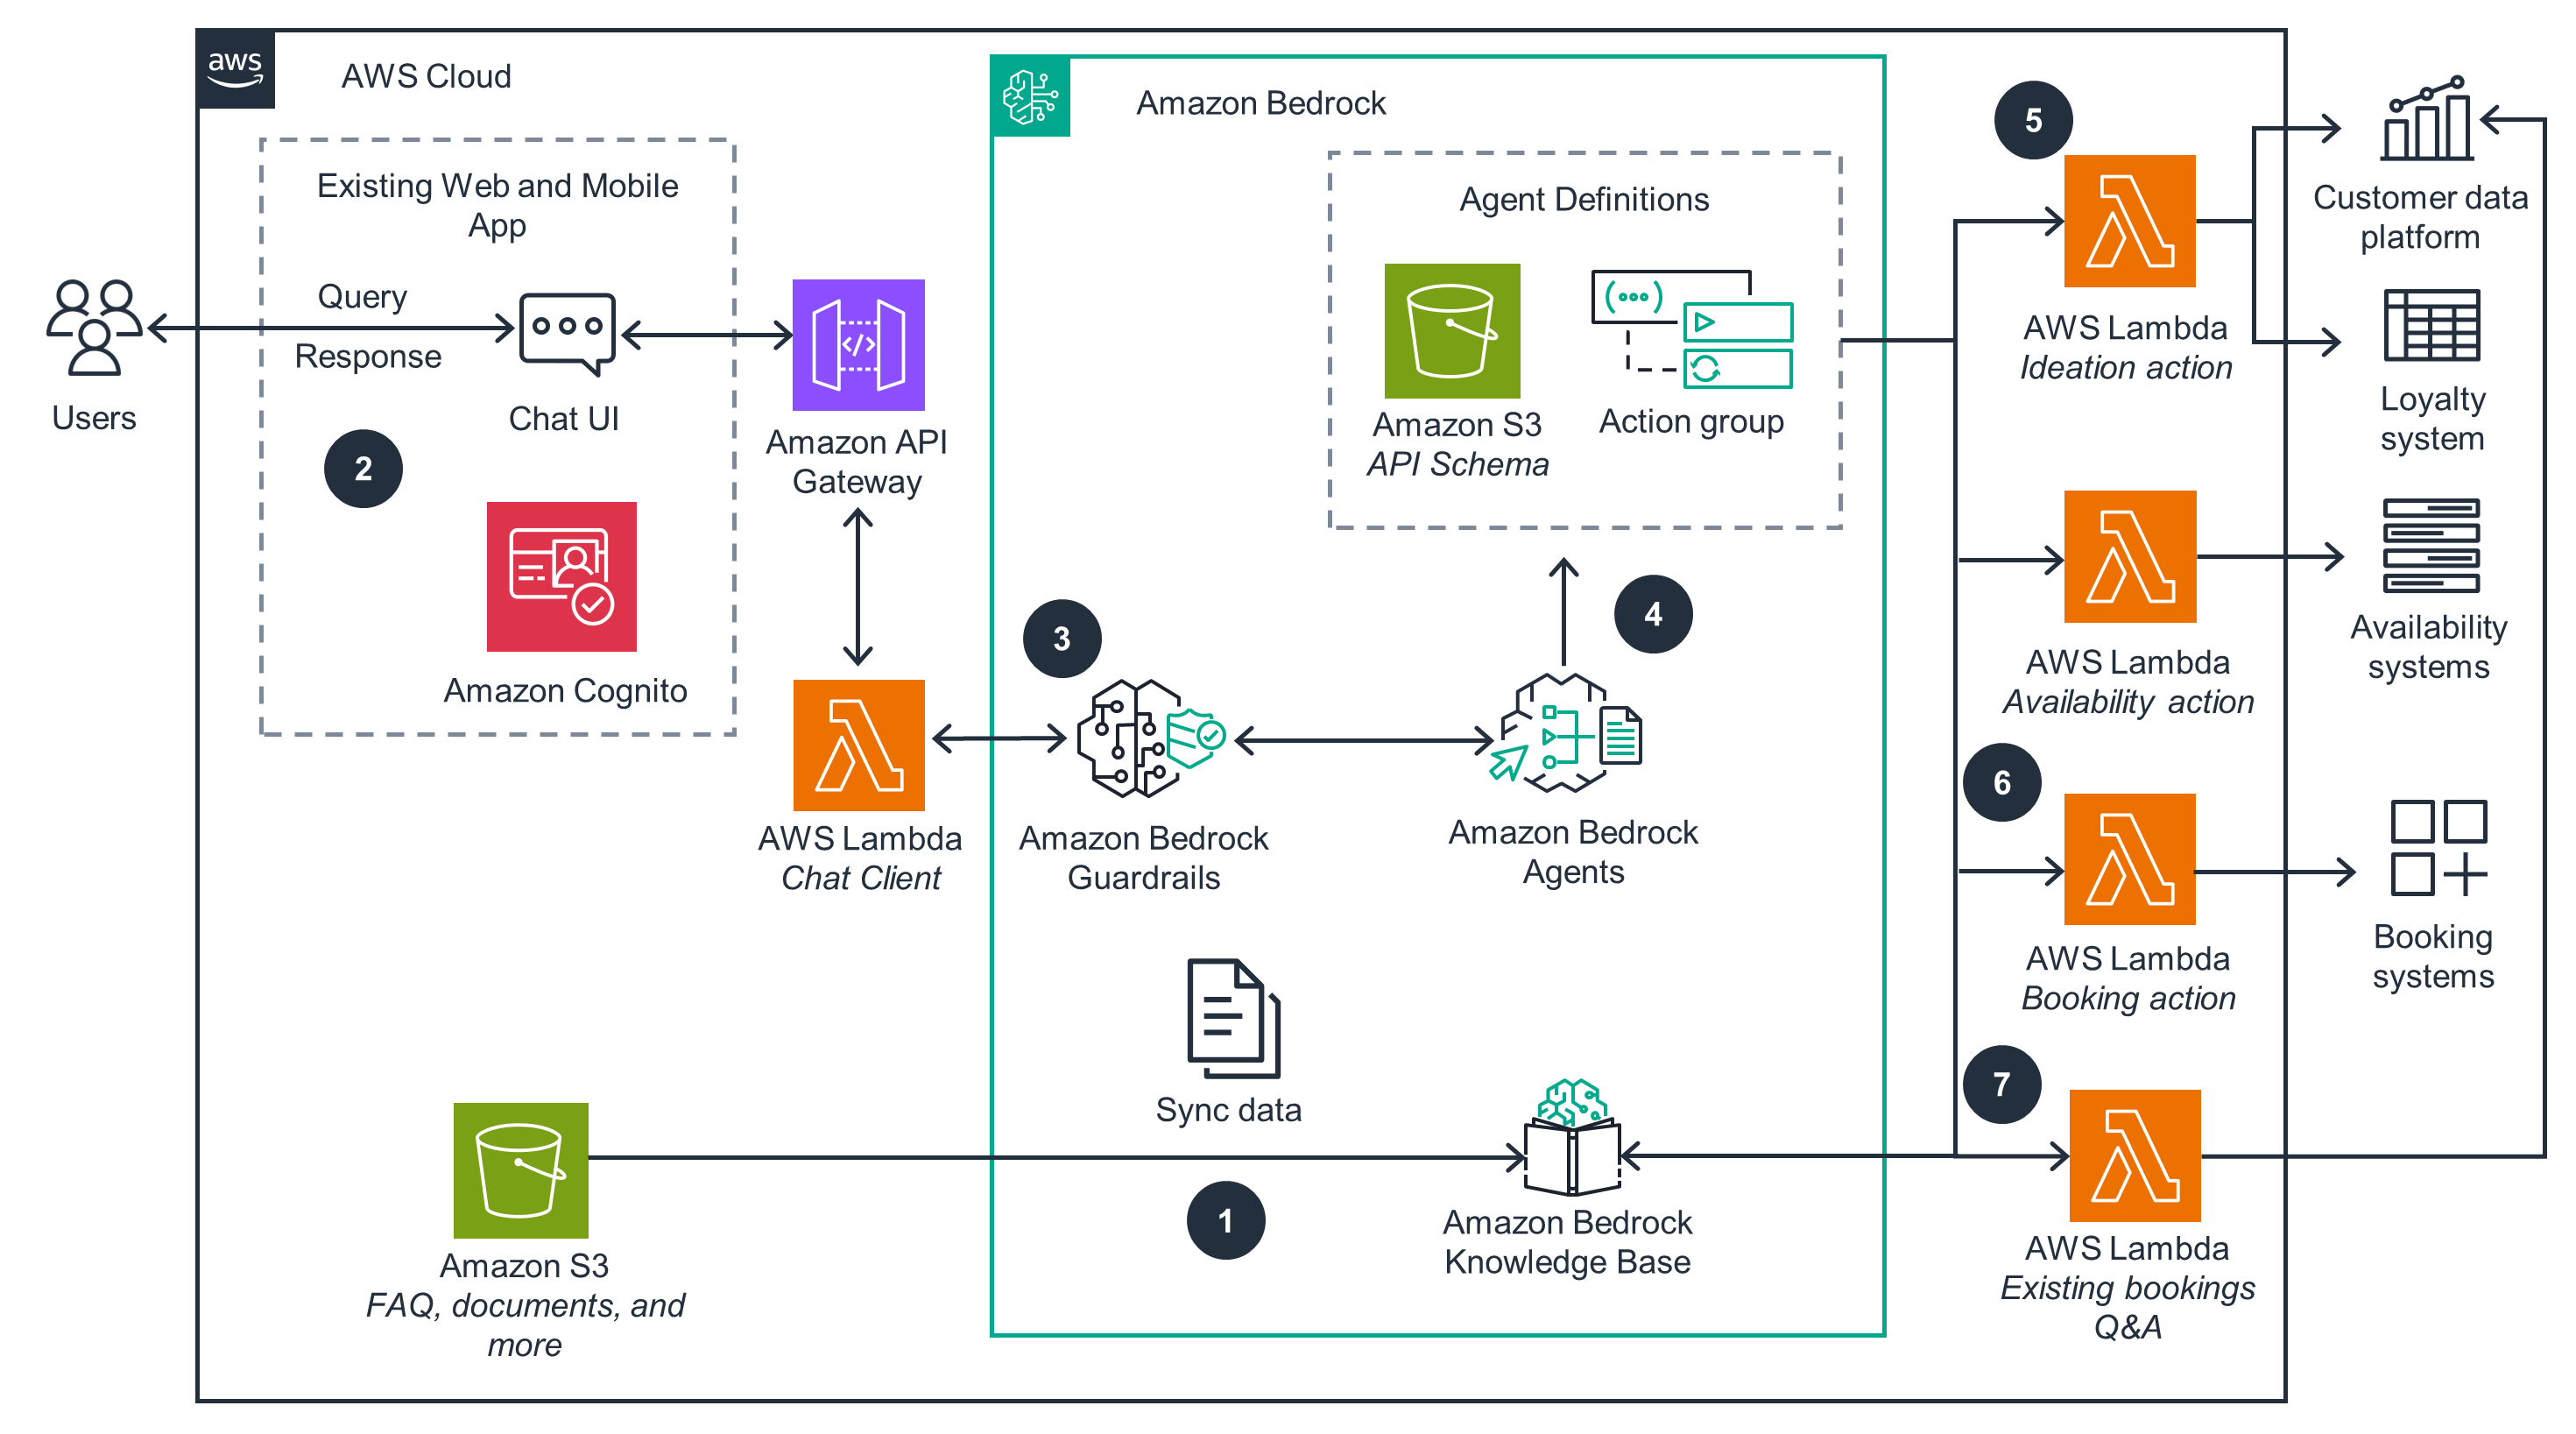 aws
AWS Cloud
Amazon Bedrock
Existing Web and Mobile
App
Query
Response
Users
Chat UI
2
Amazon Cognito
Amazon API
Gateway
AWS Lambda
Chat Client
3
Amazon Bedrock
Guardrails
Agent Definitions
Amazon S3
API Schema
Action group
4
Amazon Bedrock
Agents
Sync data
1
Amazon S3
FAQ, documents, and
more
Amazon Bedrock
Knowledge Base
5
AWS Lambda
Ideation action
AWS Lambda
Availability action
6
AWS Lambda
Booking action
7
AWS Lambda
Existing bookings
Q&A
Customer data
platform
Loyalty
system
Availability
systems
Booking
systems